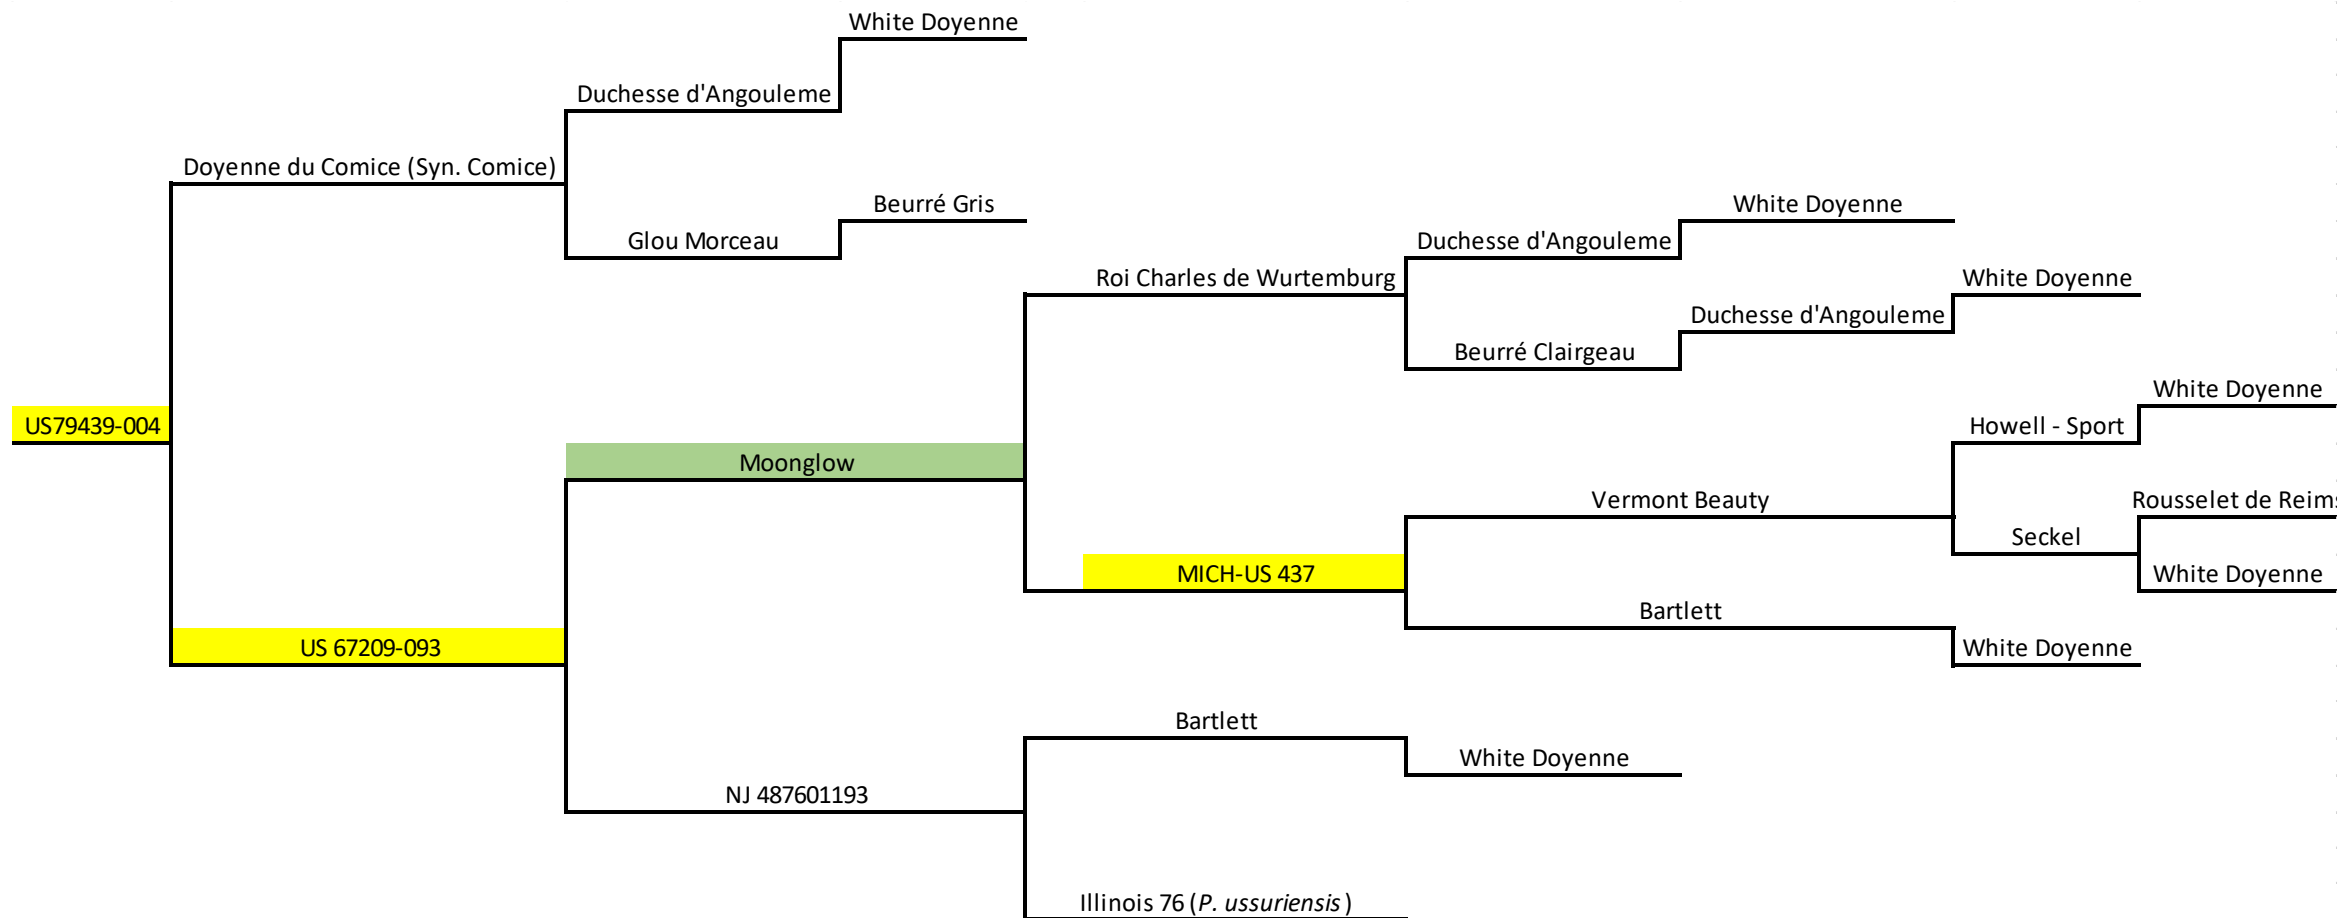 White Doyenne
Duchesse d'Angouleme
Doyenne du Comice (Syn. Comice)
Beurré Gris
White Doyenne
Glou Morceau
Duchesse d'Angouleme
Roi Charles de Wurtemburg
White Doyenne
Duchesse d'Angouleme
Beurré Clairgeau
White Doyenne
US79439-004
Howell - Sport
Moonglow
Vermont Beauty
Rousselet de Reims
Seckel
MICH-US 437
White Doyenne
Bartlett
US 67209-093
White Doyenne
Bartlett
White Doyenne
NJ 487601193
Illinois 76 (P. ussuriensis)